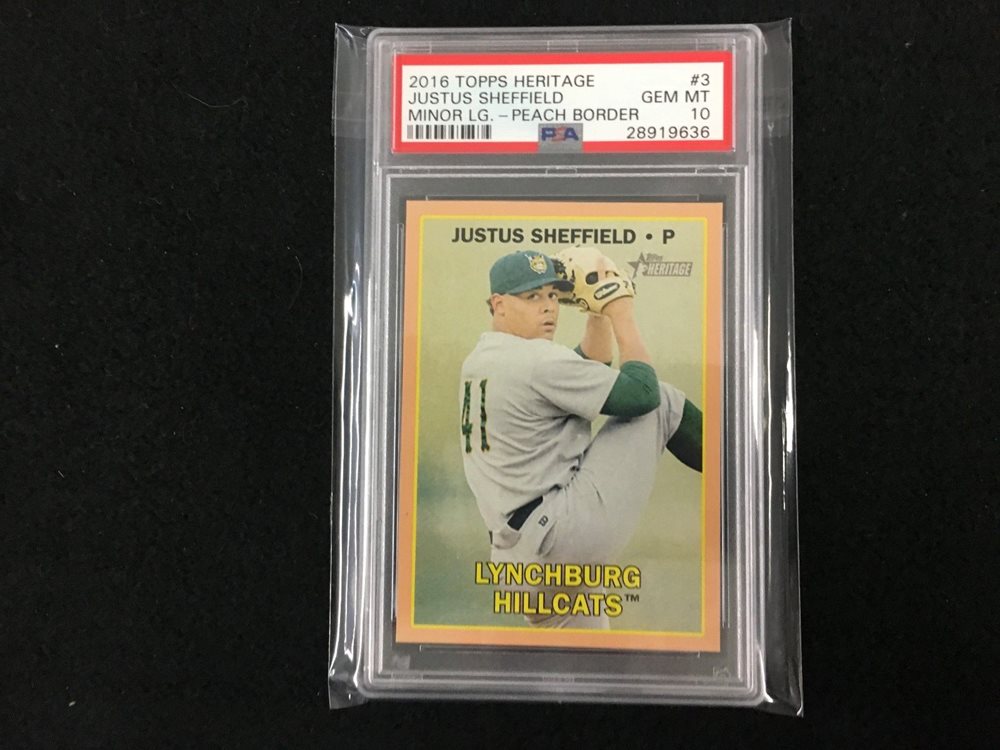 2016 TOPPS HERITAGE #3
JUSTUS SHEFFIELD GEM MT
MINOR LG. – PEACH BORDER 10
PSA 28919636
JUSTUS SHEFFIELD • P
Topps
HERITAGE
41
LYNCHBURG
HILLCATS™